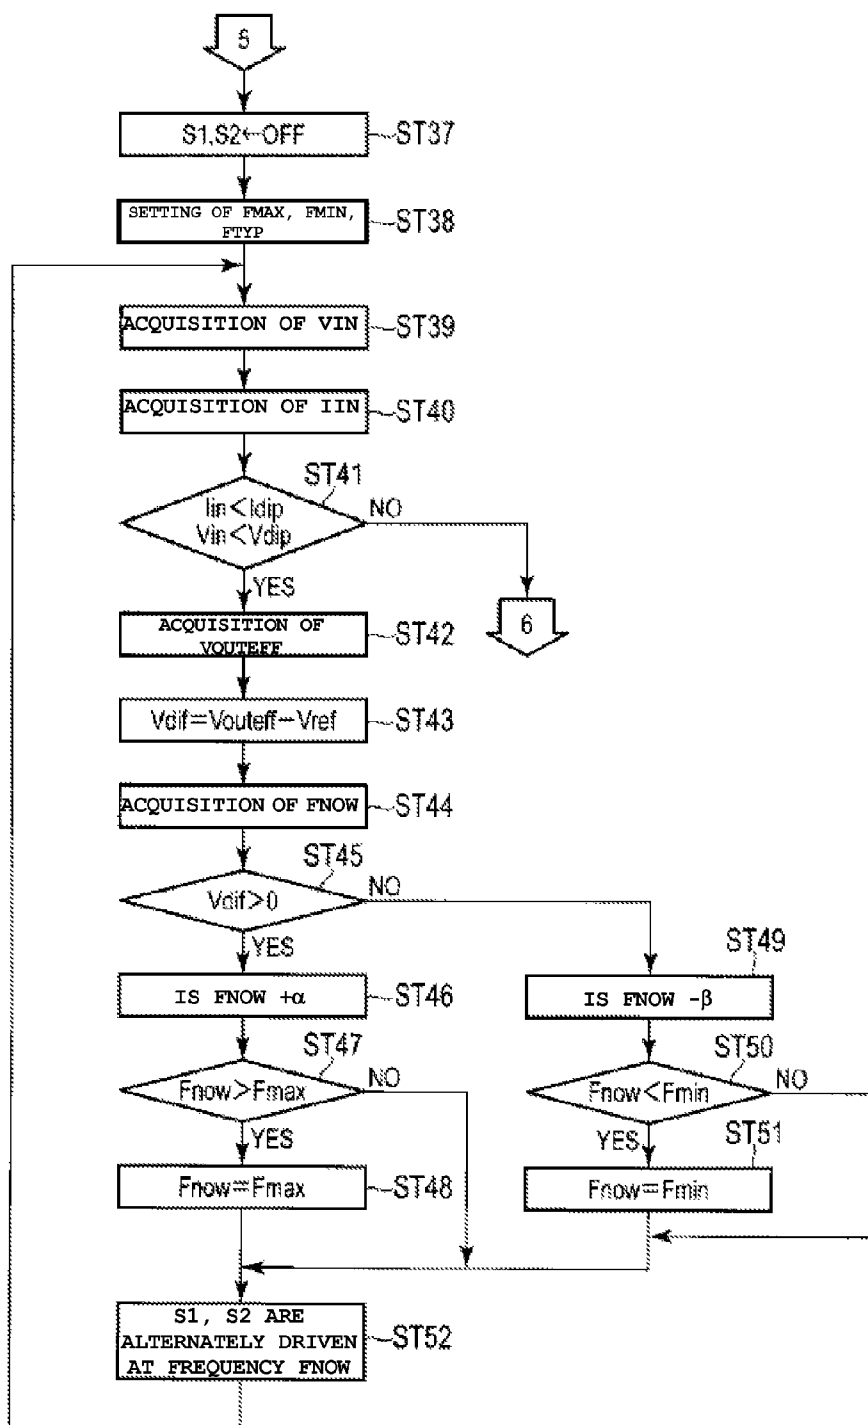 5
S1,S2←OFF
ST37
SETTING OF FMAX, FMIN,
FTYP
ST38
ACQUISITION OF VIN
ST39
ACQUISITION OF IIN
ST40
ST41
Iin<Idip
Vin<Vdip
NO
YES
6
ACQUISITION OF
VOUTEFF
ST42
Vdif=Vouteff-Vref
ST43
ACQUISITION OF FNOW
ST44
ST45
Vdif>0
NO
YES
ST49
IS FNOW +α
ST46
IS FNOW -β
ST47
Fnow>Fmax
NO
YES
ST50
Fnow<Fmin
NO
YES
ST51
Fnow=Fmax
ST48
Fnow=Fmin
S1, S2 ARE
ALTERNATELY DRIVEN
AT FREQUENCY FNOW
ST52